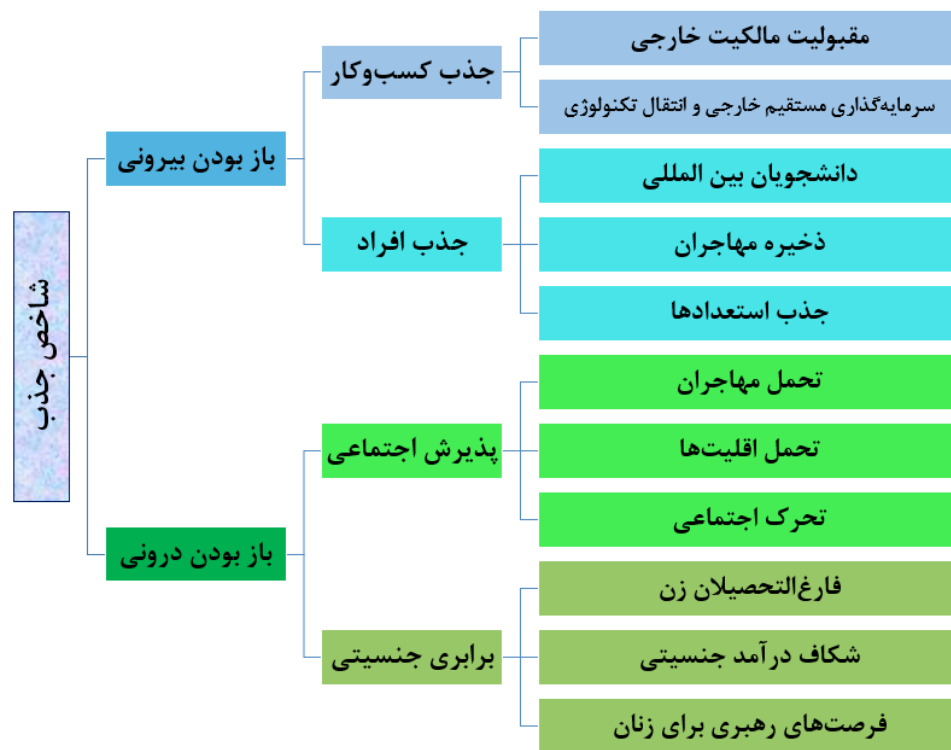 شاخص جذب
باز بودن بیرونی
جذب کسب‌وکار
مقبولیت مالکیت خارجی
سرمایه‌گذاری مستقیم خارجی و انتقال تکنولوژی
جذب افراد
دانشجویان بین المللی
ذخیره مهاجران
جذب استعدادها
باز بودن درونی
پذیرش اجتماعی
تحمل مهاجران
تحمل اقلیت‌ها
تحرک اجتماعی
برابری جنسیتی
فارغ‌التحصیلان زن
شکاف درآمد جنسیتی
فرصت‌های رهبری برای زنان